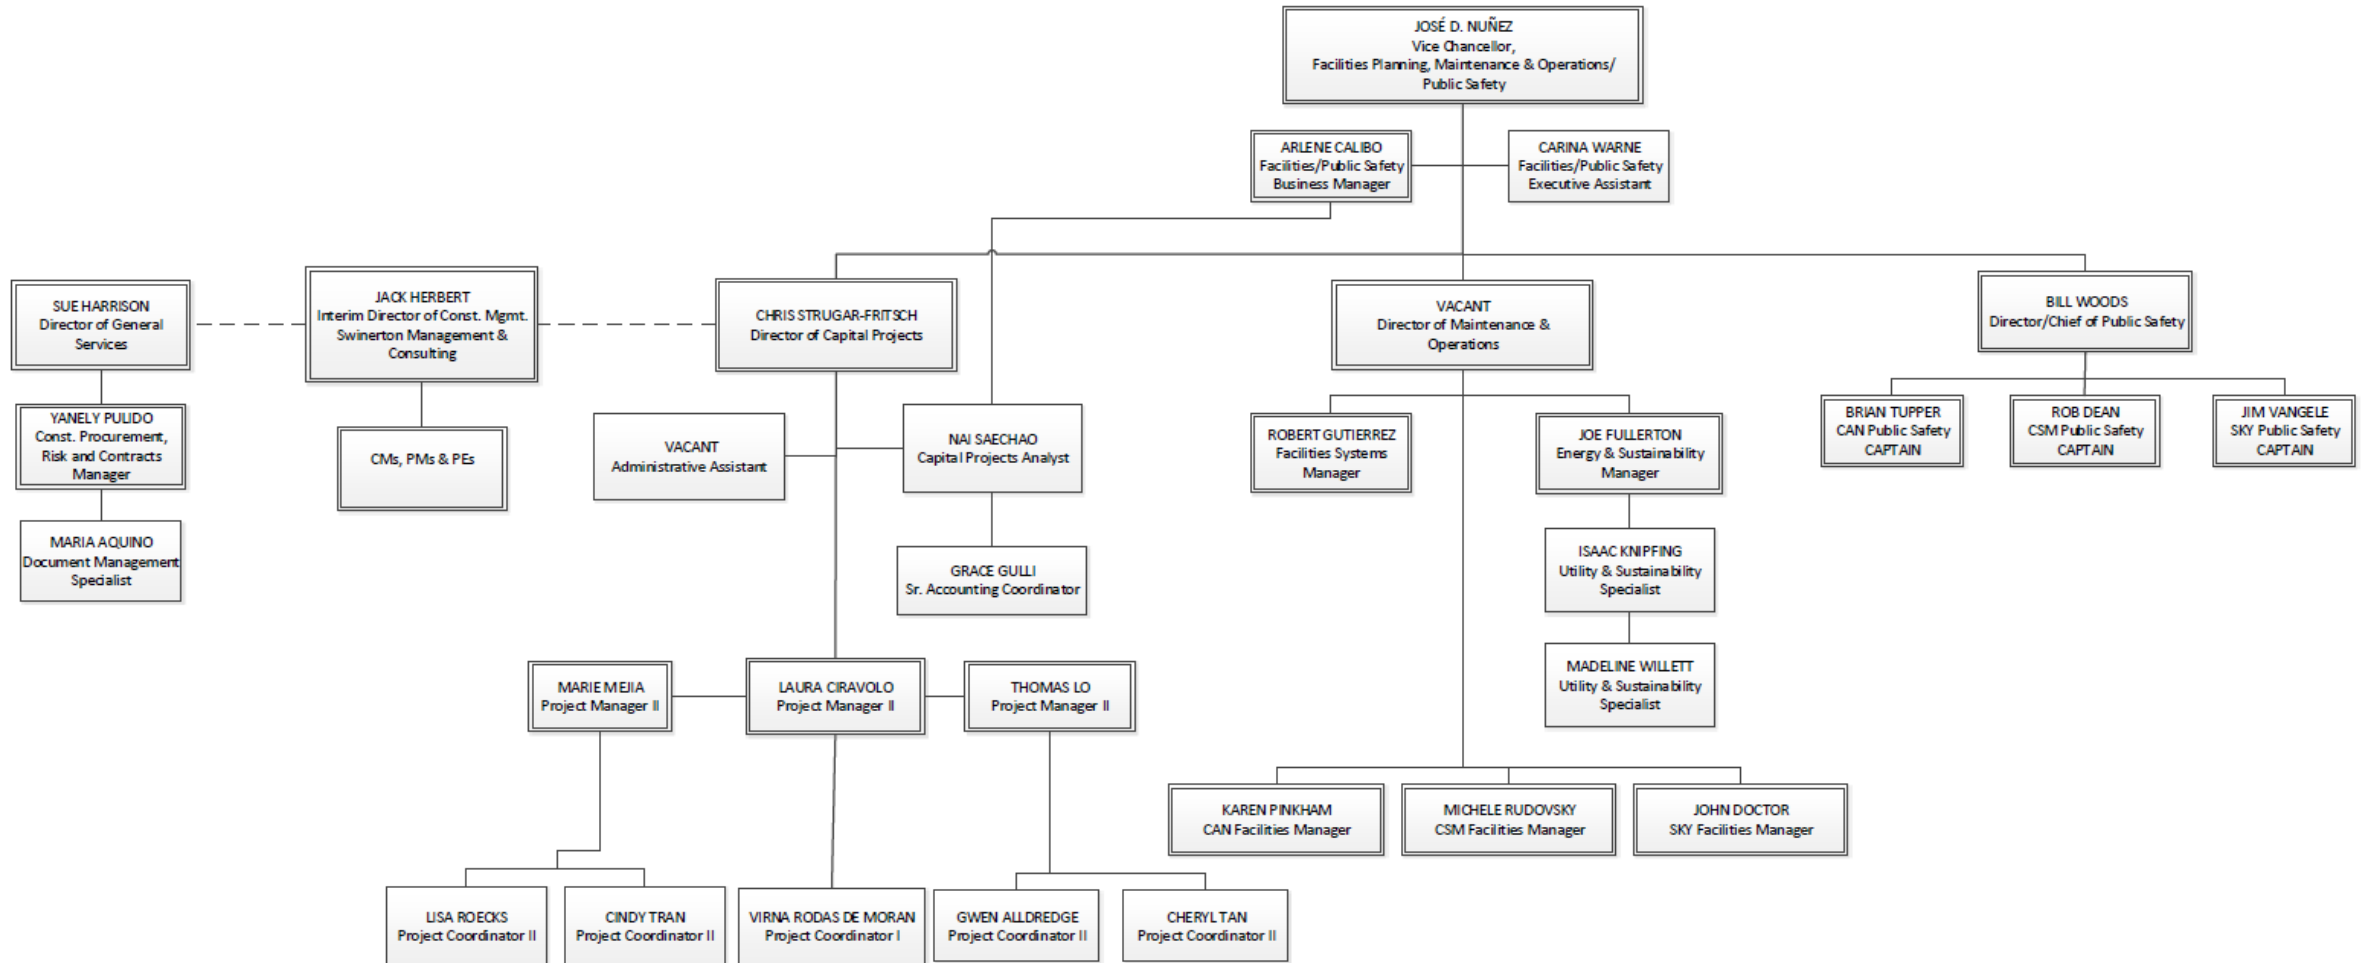 JOSÉ D. NUÑEZ
Vice Chancellor,
Facilities Planning, Maintenance & Operations/
Public Safety
ARLENE CALIBO
Facilities/Public Safety
Business Manager
CARINA WARNE
Facilities/Public Safety
Executive Assistant
SUE HARRISON
Director of General
Services
JACK HERBERT
Interim Director of Const. Mgmt.
Swinerton Management &
Consulting
CHRIS STRUGAR-FRITSCH
Director of Capital Projects
VACANT
Director of Maintenance &
Operations
BILL WOODS
Director/Chief of Public Safety
YANELY PULIDO
Const. Procurement,
Risk and Contracts
Manager
CMs, PMs & PEs
VACANT
Administrative Assistant
NAI SAECHAO
Capital Projects Analyst
ROBERT GUTIERREZ
Facilities Systems
Manager
JOE FULLERTON
Energy & Sustainability
Manager
BRIAN TUPPER
CAN Public Safety
CAPTAIN
ROB DEAN
CSM Public Safety
CAPTAIN
JIM VANGELE
SKY Public Safety
CAPTAIN
MARIA AQUINO
Document Management
Specialist
GRACE GULLI
Sr. Accounting Coordinator
ISAAC KNIPFING
Utility & Sustainability
Specialist
MADELINE WILLETT
Utility & Sustainability
Specialist
MARIE MEJIA
Project Manager II
LAURA CIRAVOLO
Project Manager II
THOMAS LO
Project Manager II
KAREN PINKHAM
CAN Facilities Manager
MICHELE RUDOVSKY
CSM Facilities Manager
JOHN DOCTOR
SKY Facilities Manager
LISA ROECKS
Project Coordinator II
CINDY TRAN
Project Coordinator II
VIRNA RODAS DE MORAN
Project Coordinator I
GWEN ALLDREDGE
Project Coordinator II
CHERYL TAN
Project Coordinator II